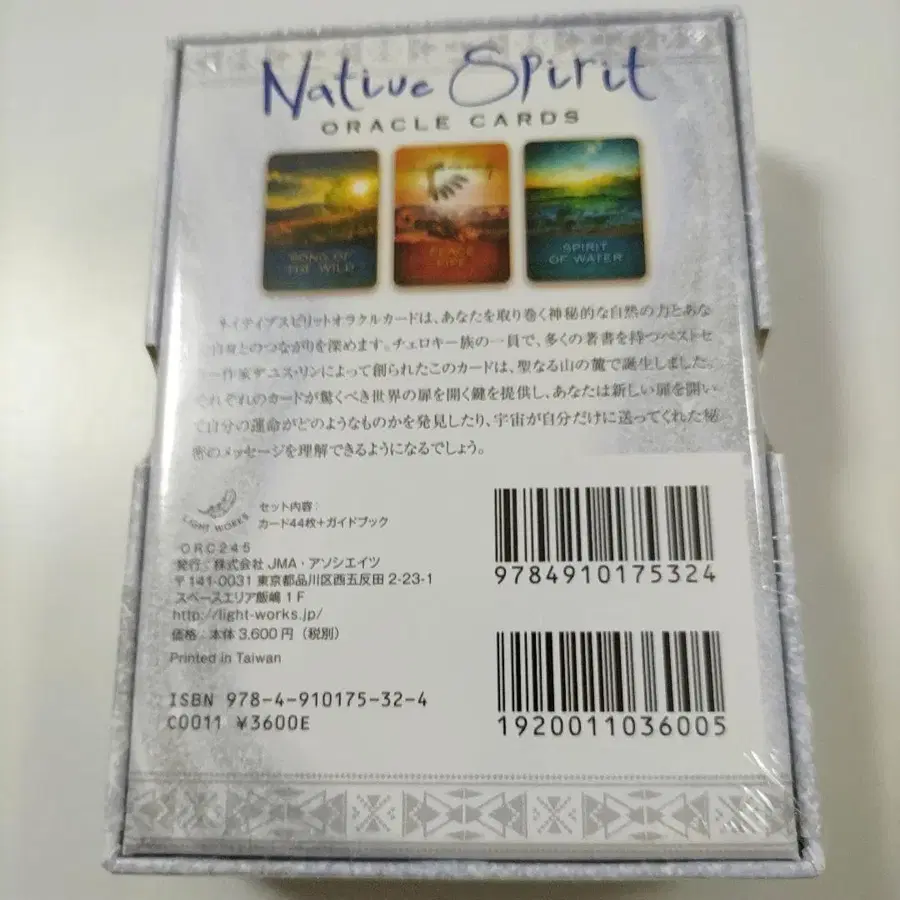 Native Spirit
ORACLE CARDS
SONG OF
THE WILD
PEACE
PIPE
SPIRIT
OF WATER
ネイティブスピリットオラクルカードは、あなたを取り巻く神秘的な自然の力とあな
自身とのつながりを深めます。チェロキー族の一員で、多くの著書を持つベストセ
ー作家デニス・リンによって創られたこのカードは、聖なる山の麓で誕生しました。
それぞれのカードが驚くべき世界の扉を開く鍵を提供し、あなたは新しい扉を開い
て自分の運命がどのようなものかを発見したり、宇宙が自分だけに送ってくれた秘
密のメッセージを理解できるようになるでしょう。
LIGHT WORKS
セット内容:
カード44枚+ガイドブック
ORC245
発行:株式会社JMA・アソシエイツ
〒141-0031 東京都品川区西五反田 2-23-1
スペースエリア飯嶋 1F
http://light-works.jp/
価格:本体3,600円(税別)
Printed in Taiwan
ISBN 978-4-910175-32-4
C0011 ¥3600E
9784910175324
1920011036005